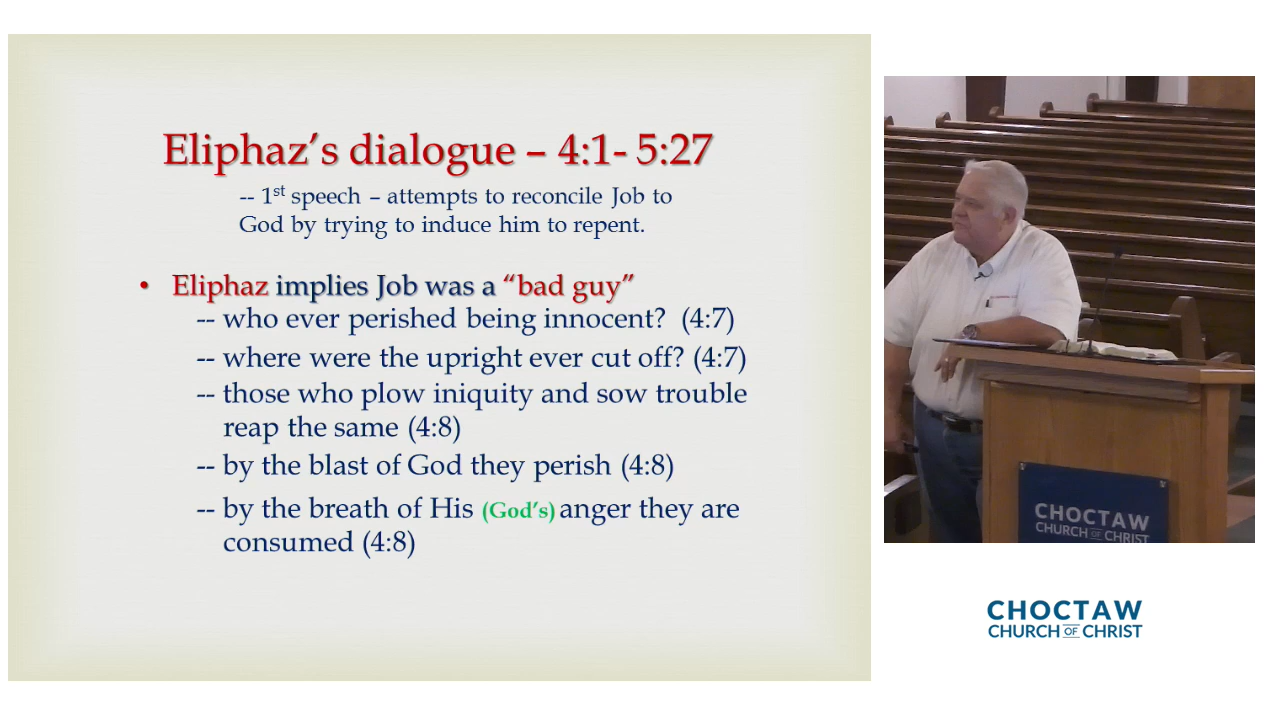 Eliphaz’s dialogue – 4:1- 5:27
-- 1st speech – attempts to reconcile Job to
God by trying to induce him to repent.
• Eliphaz implies Job was a “bad guy”
-- who ever perished being innocent? (4:7)
-- where were the upright ever cut off? (4:7)
-- those who plow iniquity and sow trouble
reap the same (4:8)
-- by the blast of God they perish (4:8)
-- by the breath of His (God’s) anger they are
consumed (4:8)
CHOCTAW
CHURCH OF CHRIST
CHOCTAW
CHURCH OF CHRIST